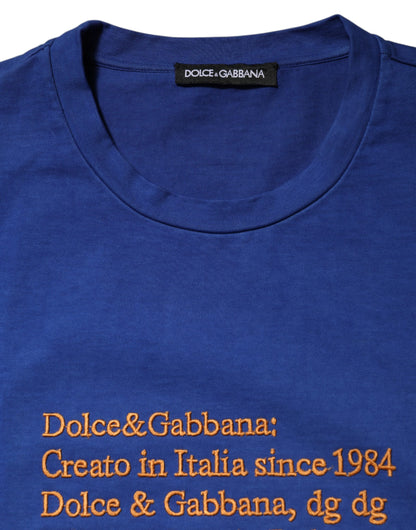 DOLCE & GABBANA
Dolce&Gabbana:
Creato in Italia since 1984
Dolce & Gabbana, dg dg